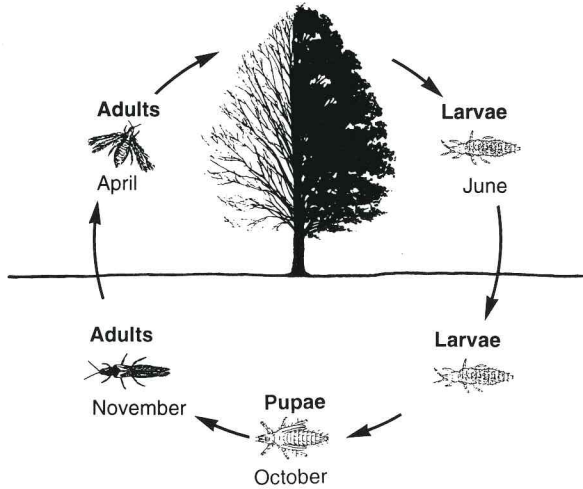 Adults
April
Larvae
June
Larvae
Pupae
October
Adults
November